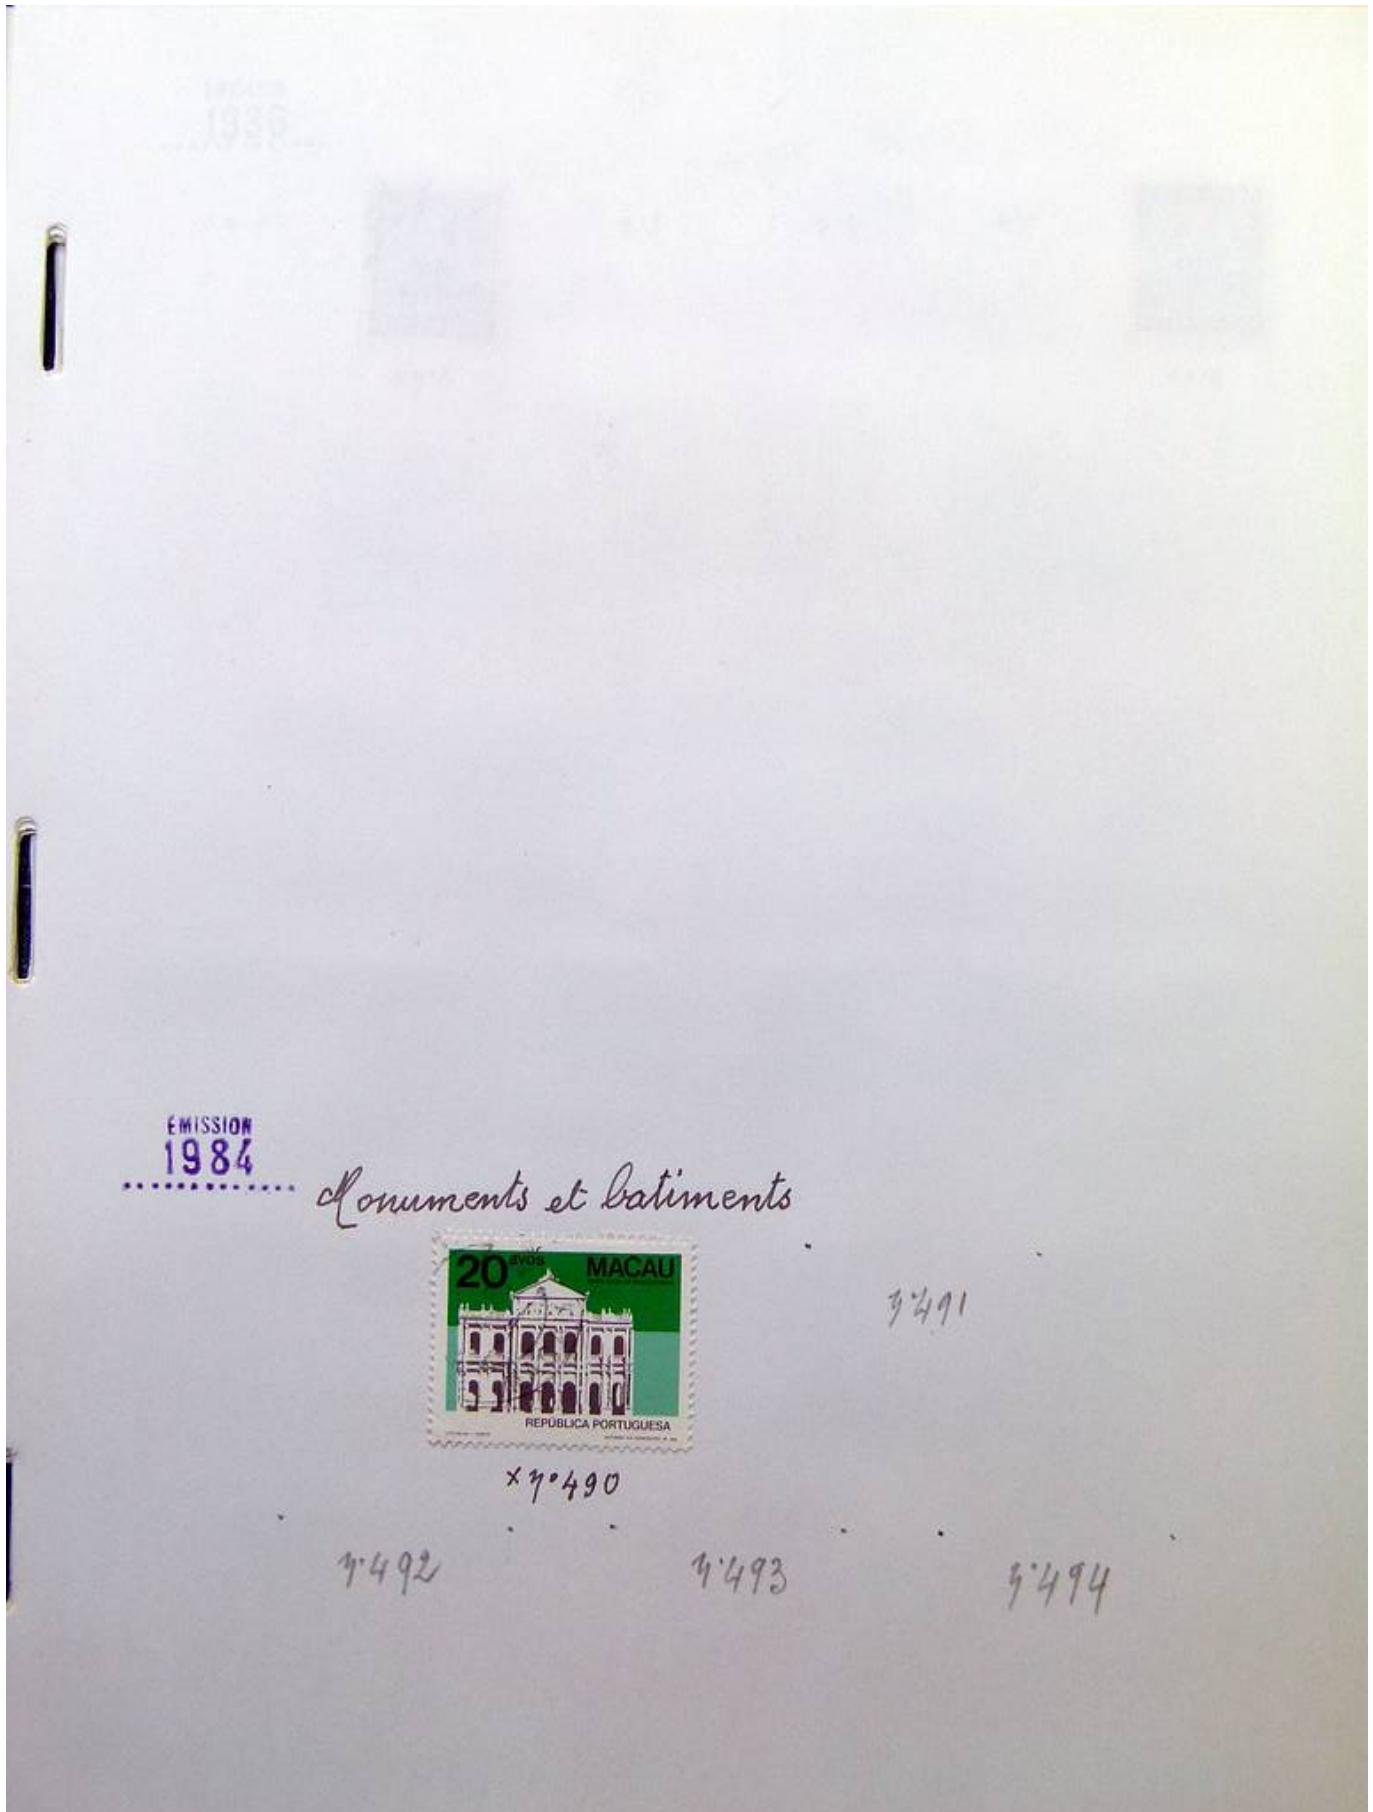 ÉMISSION
1984
Monuments et batiments
20 avos MACAU
REPÚBLICA PORTUGUESA
x n° 490
n° 491
n° 492
n° 493
n° 494